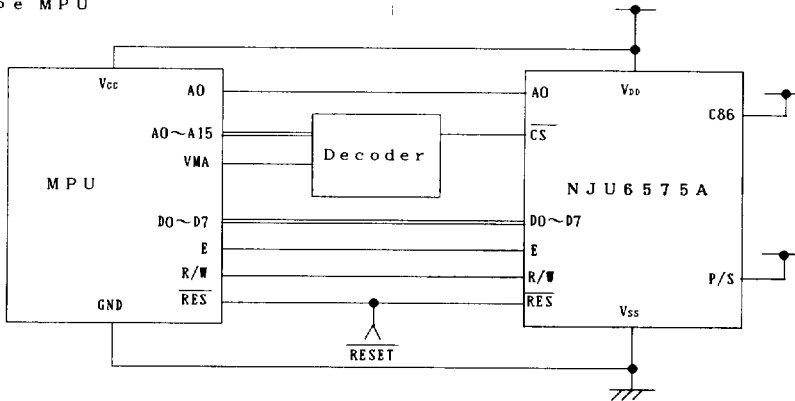 pe MPU
Vcc
A0
A0~A15
VMA
MPU
D0~D7
E
R/W
RES
GND
Decoder
RESET
VDD
A0
CS
C86
NJU6575A
D0~D7
E
R/W
RES
P/S
VSS